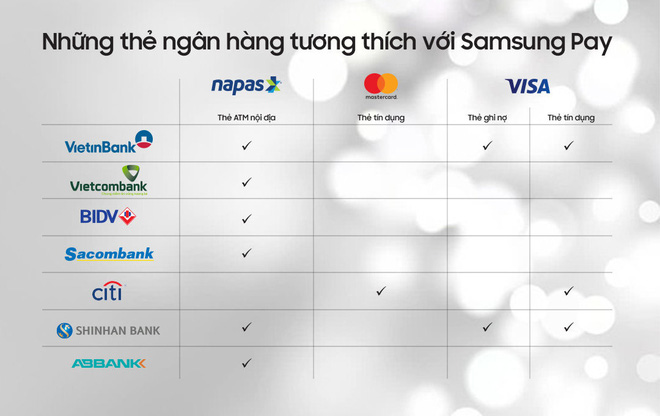 Những thẻ ngân hàng tương thích với Samsung Pay
napas
mastercard.
VISA
Thẻ ATM nội địa
Thẻ tín dụng
Thẻ ghi nợ
Thẻ tín dụng
VietinBank
Vietcombank
BIDV
Sacombank
citi
SHINHAN BANK
ABBANK